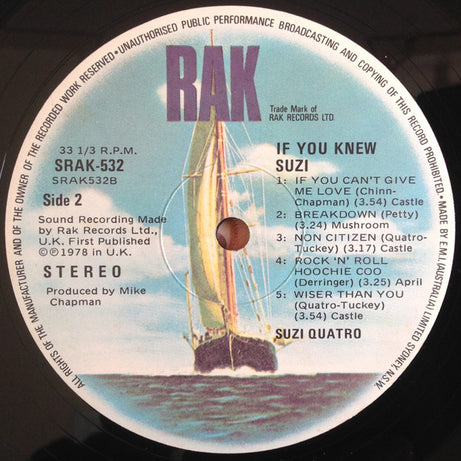 ALL RIGHTS OF THE MANUFACTURER AND OF THE OWNER OF THE RECORDED WORK RESERVED • UNAUTHORISED PUBLIC PERFORMANCE BROADCASTING AND COPYING OF THIS RECORD PROHIBITED. • MADE BY E.M.I. (AUSTRALIA) LIMITED SYDNEY, N.S.W.
RAK
Trade Mark of
RAK RECORDS LTD.
33 1/3 R.P.M.
SRAK-532
SRAK532B
Side 2
Sound Recording Made
by Rak Records Ltd.,
U.K. First Published
©℗1978 in U.K.
STEREO
Produced by Mike
Chapman
IF YOU KNEW
SUZI
1: IF YOU CAN'T GIVE
ME LOVE (Chinn-
Chapman) (3.54) Castle
2: BREAKDOWN (Petty)
(3.24) Mushroom
3: NON CITIZEN (Quatro-
Tuckey) (3.17) Castle
4: ROCK 'N' ROLL
HOOCHIE COO
(Derringer) (3.25) April
5: WISER THAN YOU
(Quatro-Tuckey)
(3.54) Castle
SUZI QUATRO